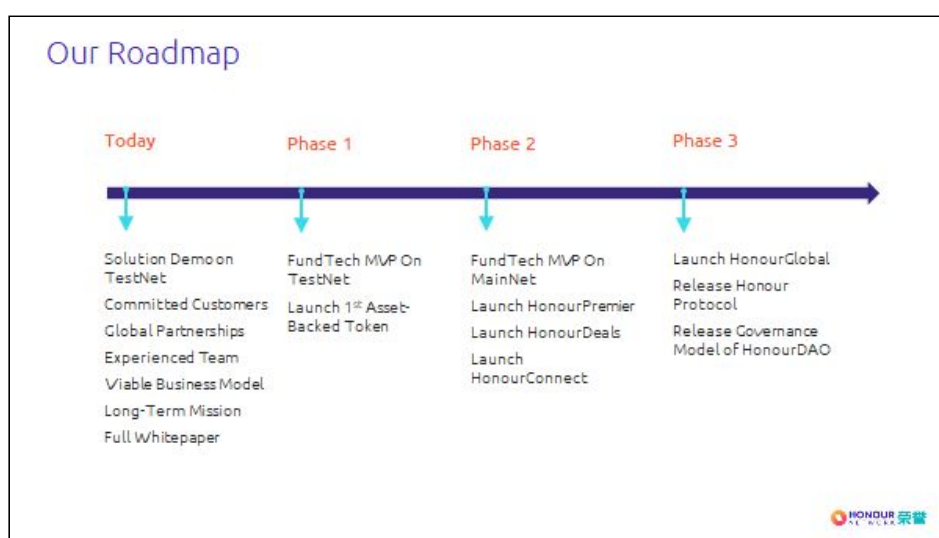 Our Roadmap
Today
Phase 1
Phase 2
Phase 3
Solution Demo on
TestNet
Committed Customers
Global Partnerships
Experienced Team
Viable Business Model
Long-Term Mission
Full Whitepaper
FundTech MVP On
TestNet
Launch 1st Asset-
Backed Token
FundTech MVP On
MainNet
Launch HonourPremier
Launch HonourDeals
Launch
HonourConnect
Launch HonourGlobal
Release Honour
Protocol
Release Governance
Model of HonourDAO
HONOUR 荣誉
NETWORK